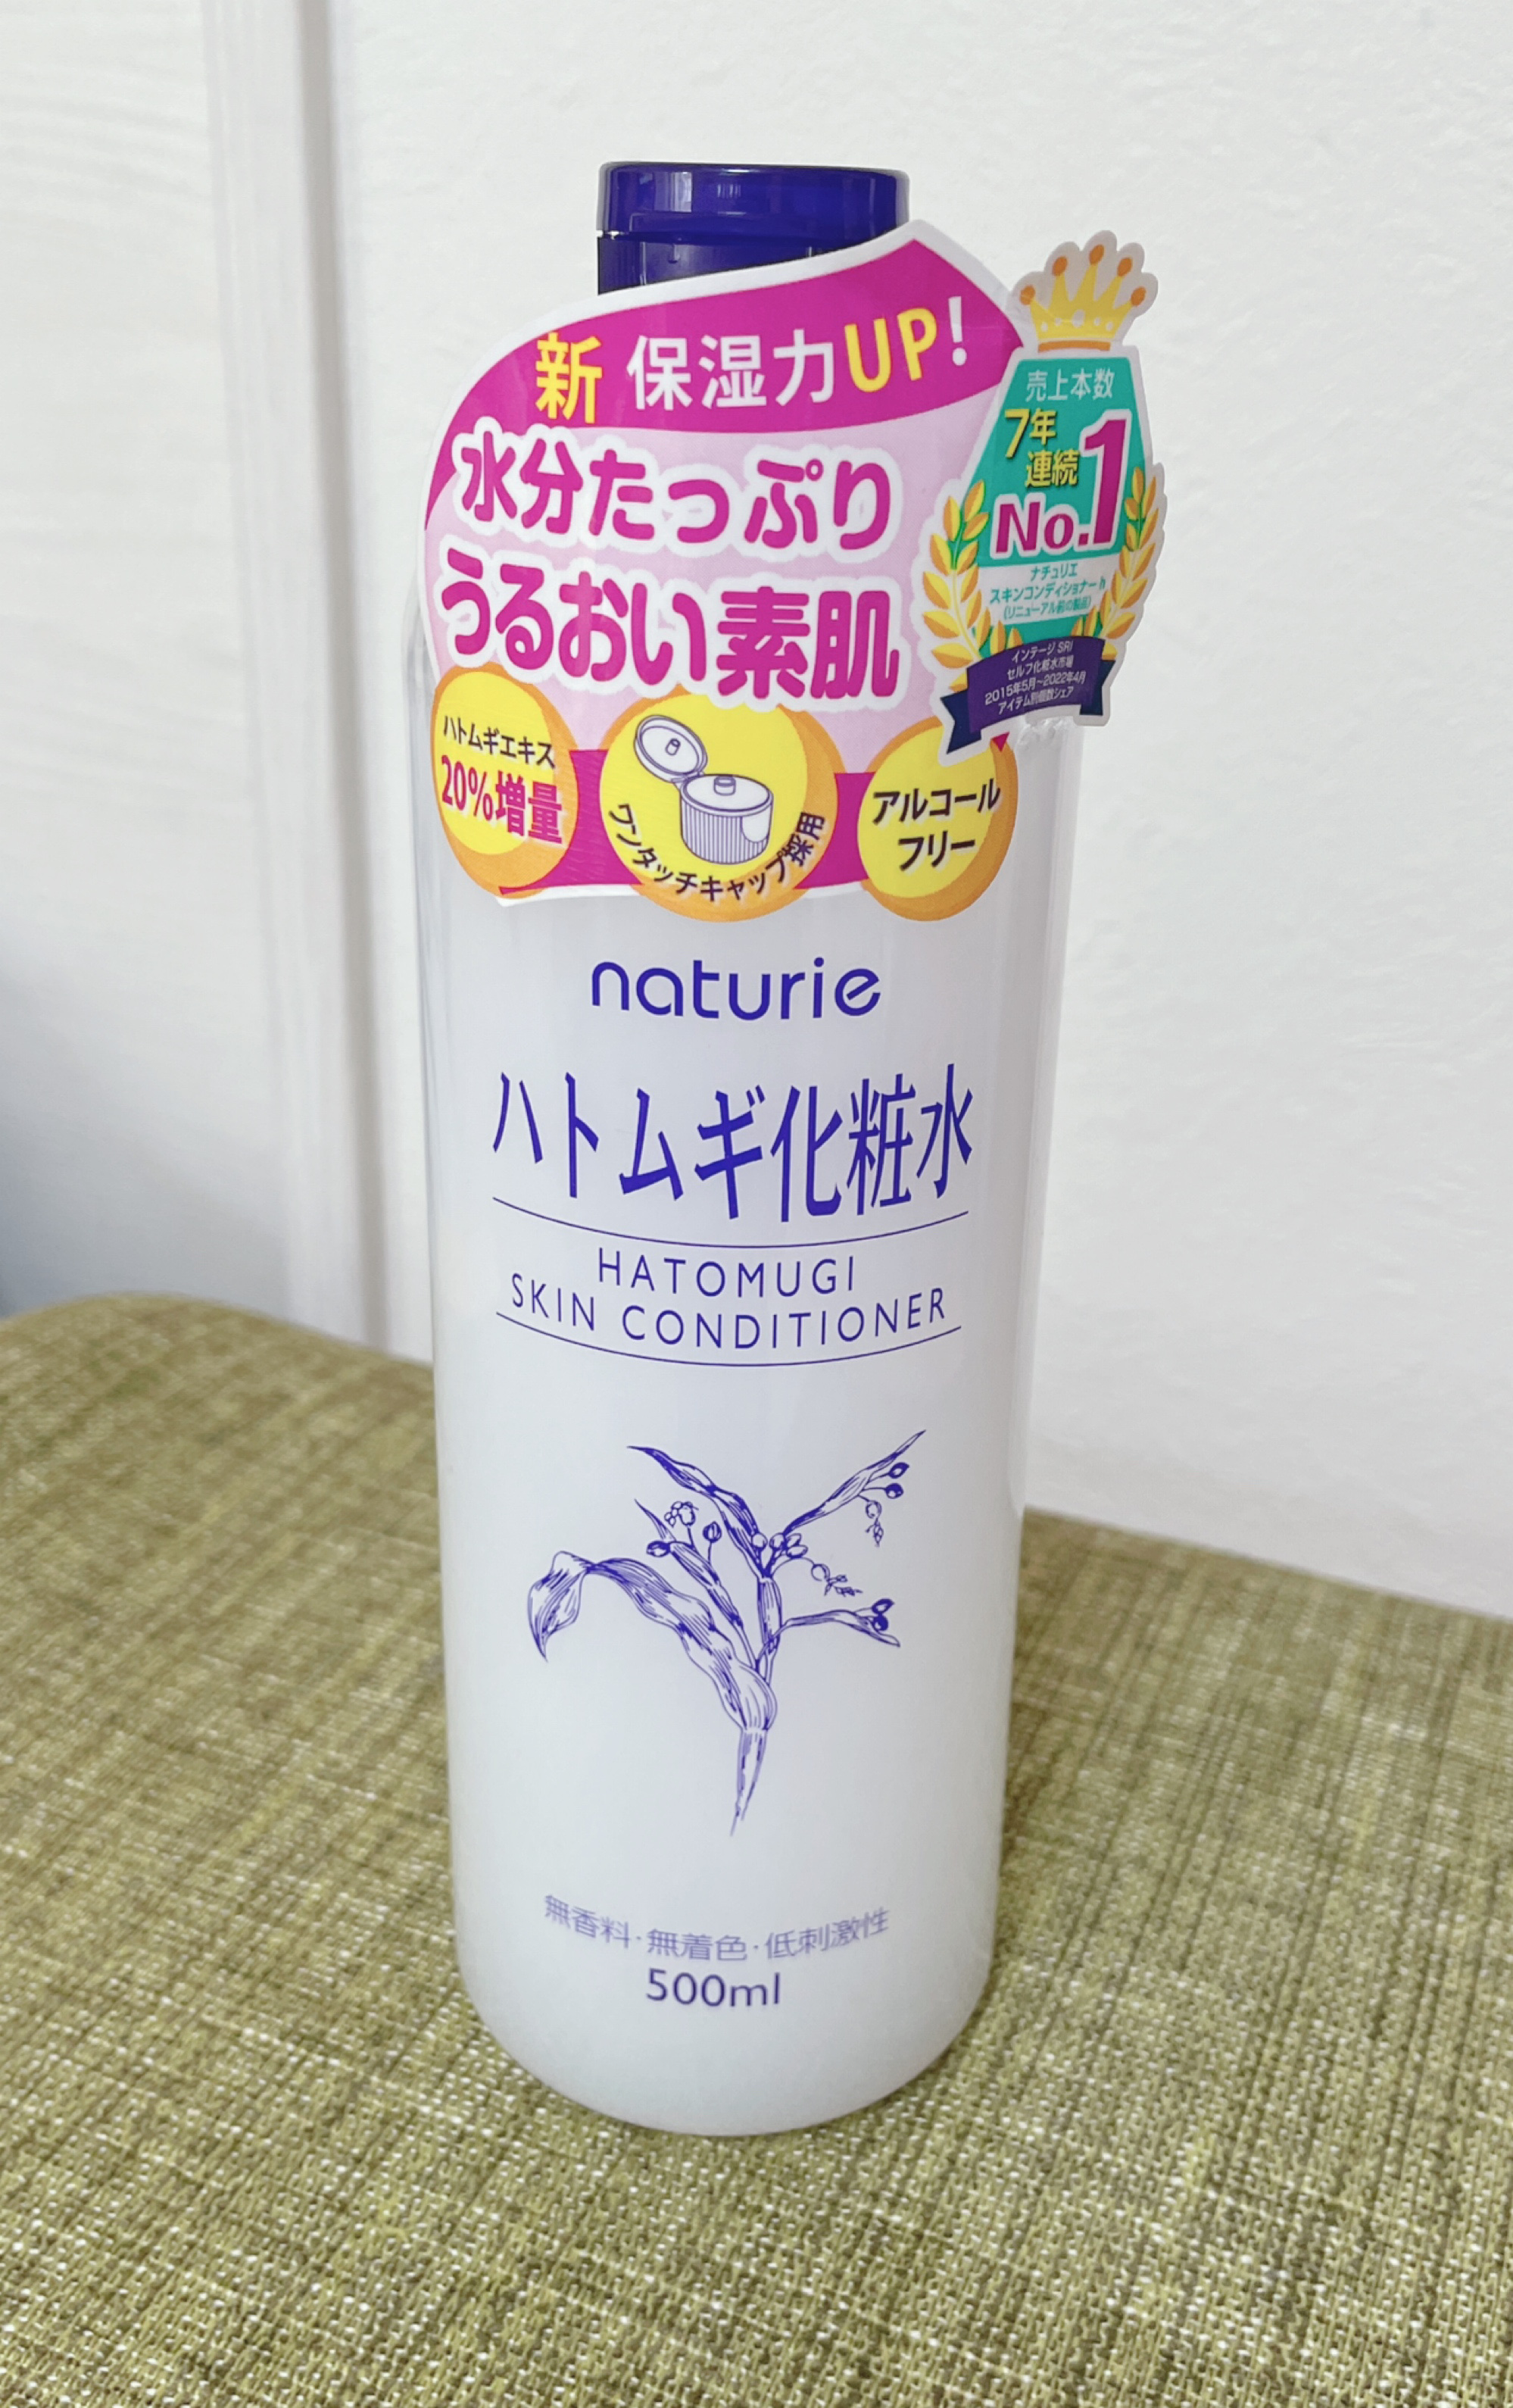 新 保湿力UP!
水分たっぷり
うるおい素肌
売上本数
7年
連続
No.1
ナチュリエ
スキンコンディショナー h
(リニューアル前の製品)
インテージ SRI
セルフ化粧水市場
2015年5月~2022年4月
アイテム別個数シェア
ハトムギエキス
20%増量
ワンタッチキャップ採用
アルコール
フリー
naturie
ハトムギ化粧水
HATOMUGI
SKIN CONDITIONER
無香料・無着色・低刺激性
500ml